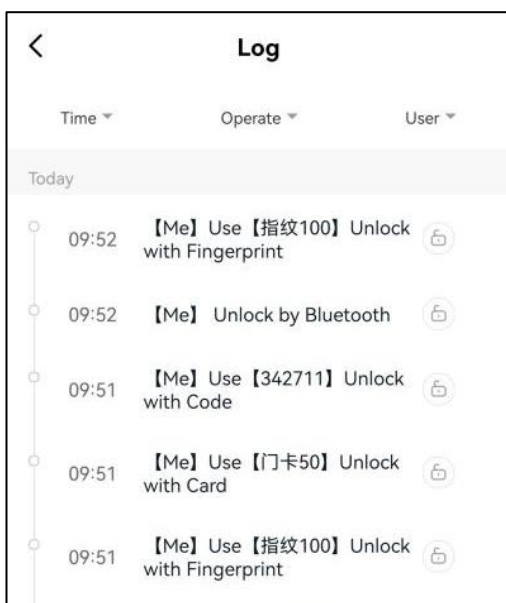 Log
Time Operate User
Today
09:52 【Me】Use【指纹100】Unlock
with Fingerprint
09:52 【Me】 Unlock by Bluetooth
09:51 【Me】Use【342711】Unlock
with Code
09:51 【Me】Use【门卡50】Unlock
with Card
09:51 【Me】Use【指纹100】Unlock
with Fingerprint